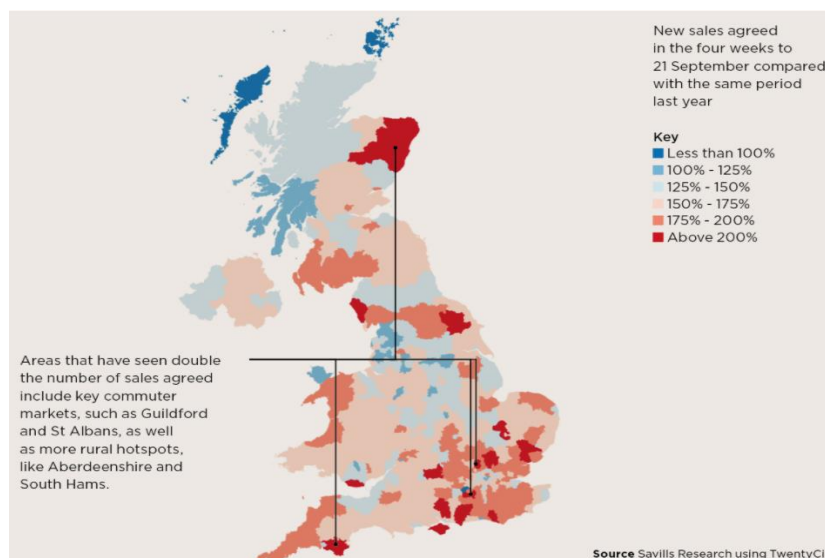 New sales agreed
in the four weeks to
21 September compared
with the same period
last year
Key
Less than 100%
100% - 125%
125% - 150%
150% - 175%
175% - 200%
Above 200%
Areas that have seen double
the number of sales agreed
include key commuter
markets, such as Guildford
and St Albans, as well
as more rural hotspots,
like Aberdeenshire and
South Hams.
Source Savills Research using TwentyCi